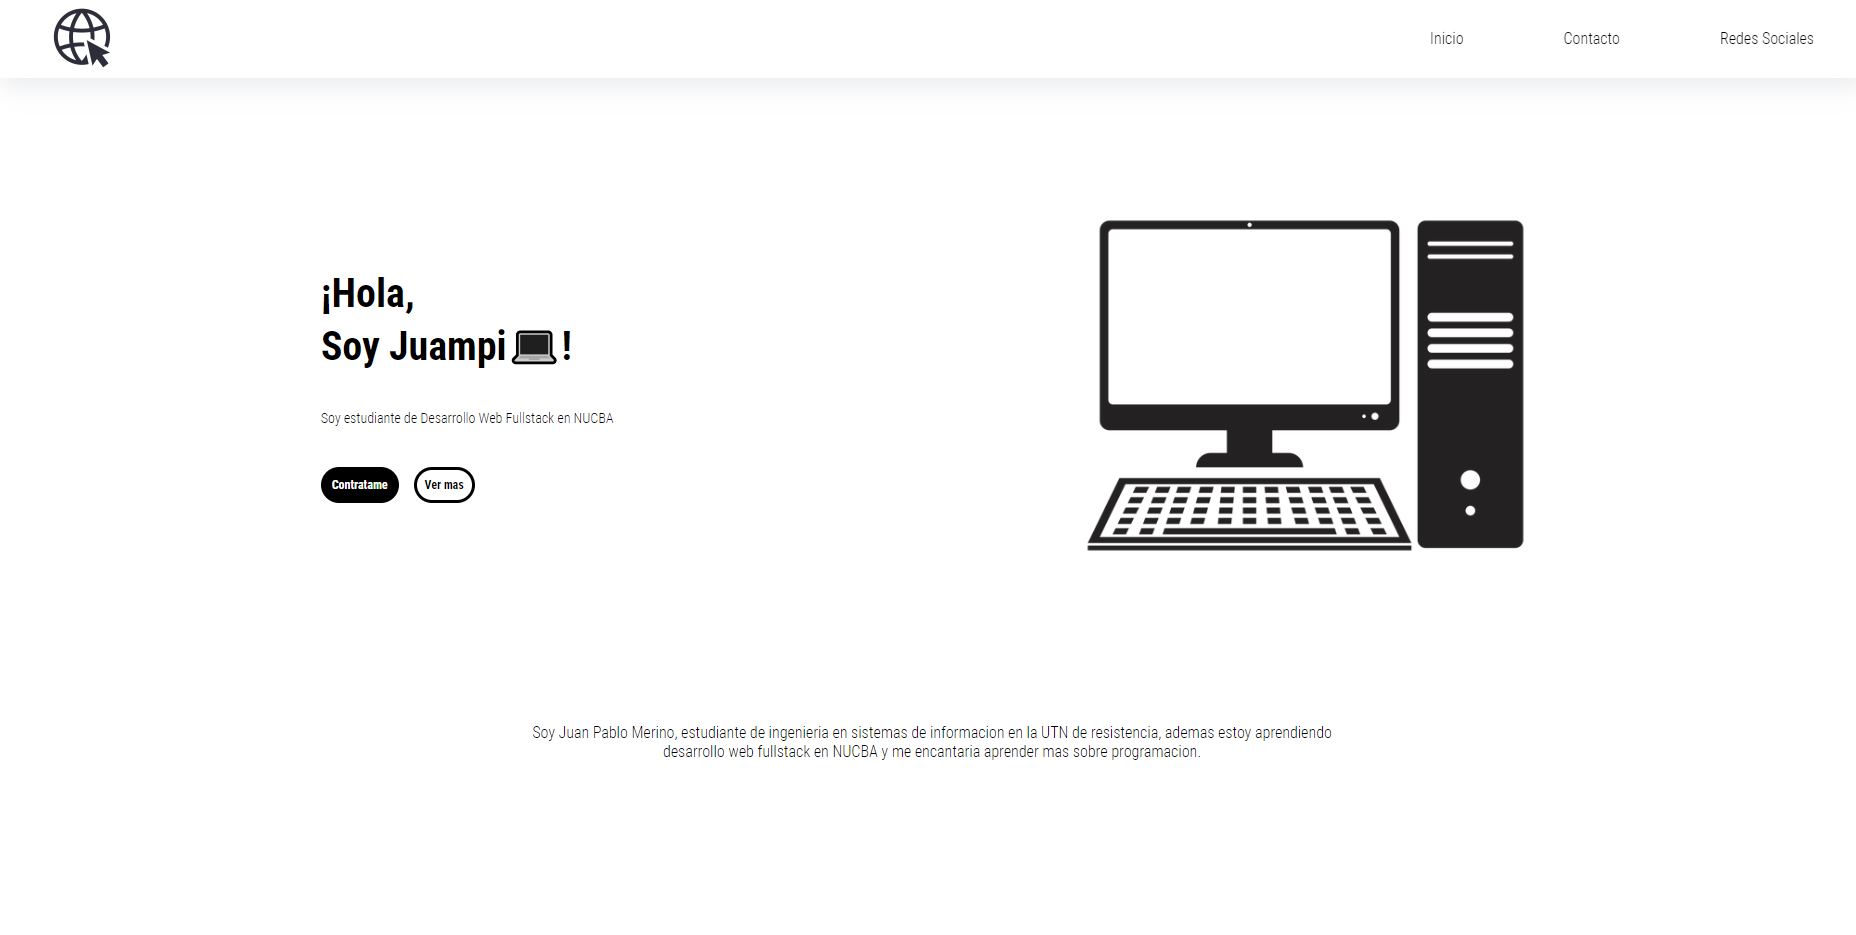 Inicio
Contacto
Redes Sociales
¡Hola,
Soy Juampi💻!
Soy estudiante de Desarrollo Web Fullstack en NUCBA
Contratame
Ver mas
Soy Juan Pablo Merino, estudiante de ingenieria en sistemas de informacion en la UTN de resistencia, ademas estoy aprendiendo
desarrollo web fullstack en NUCBA y me encantaria aprender mas sobre programacion.